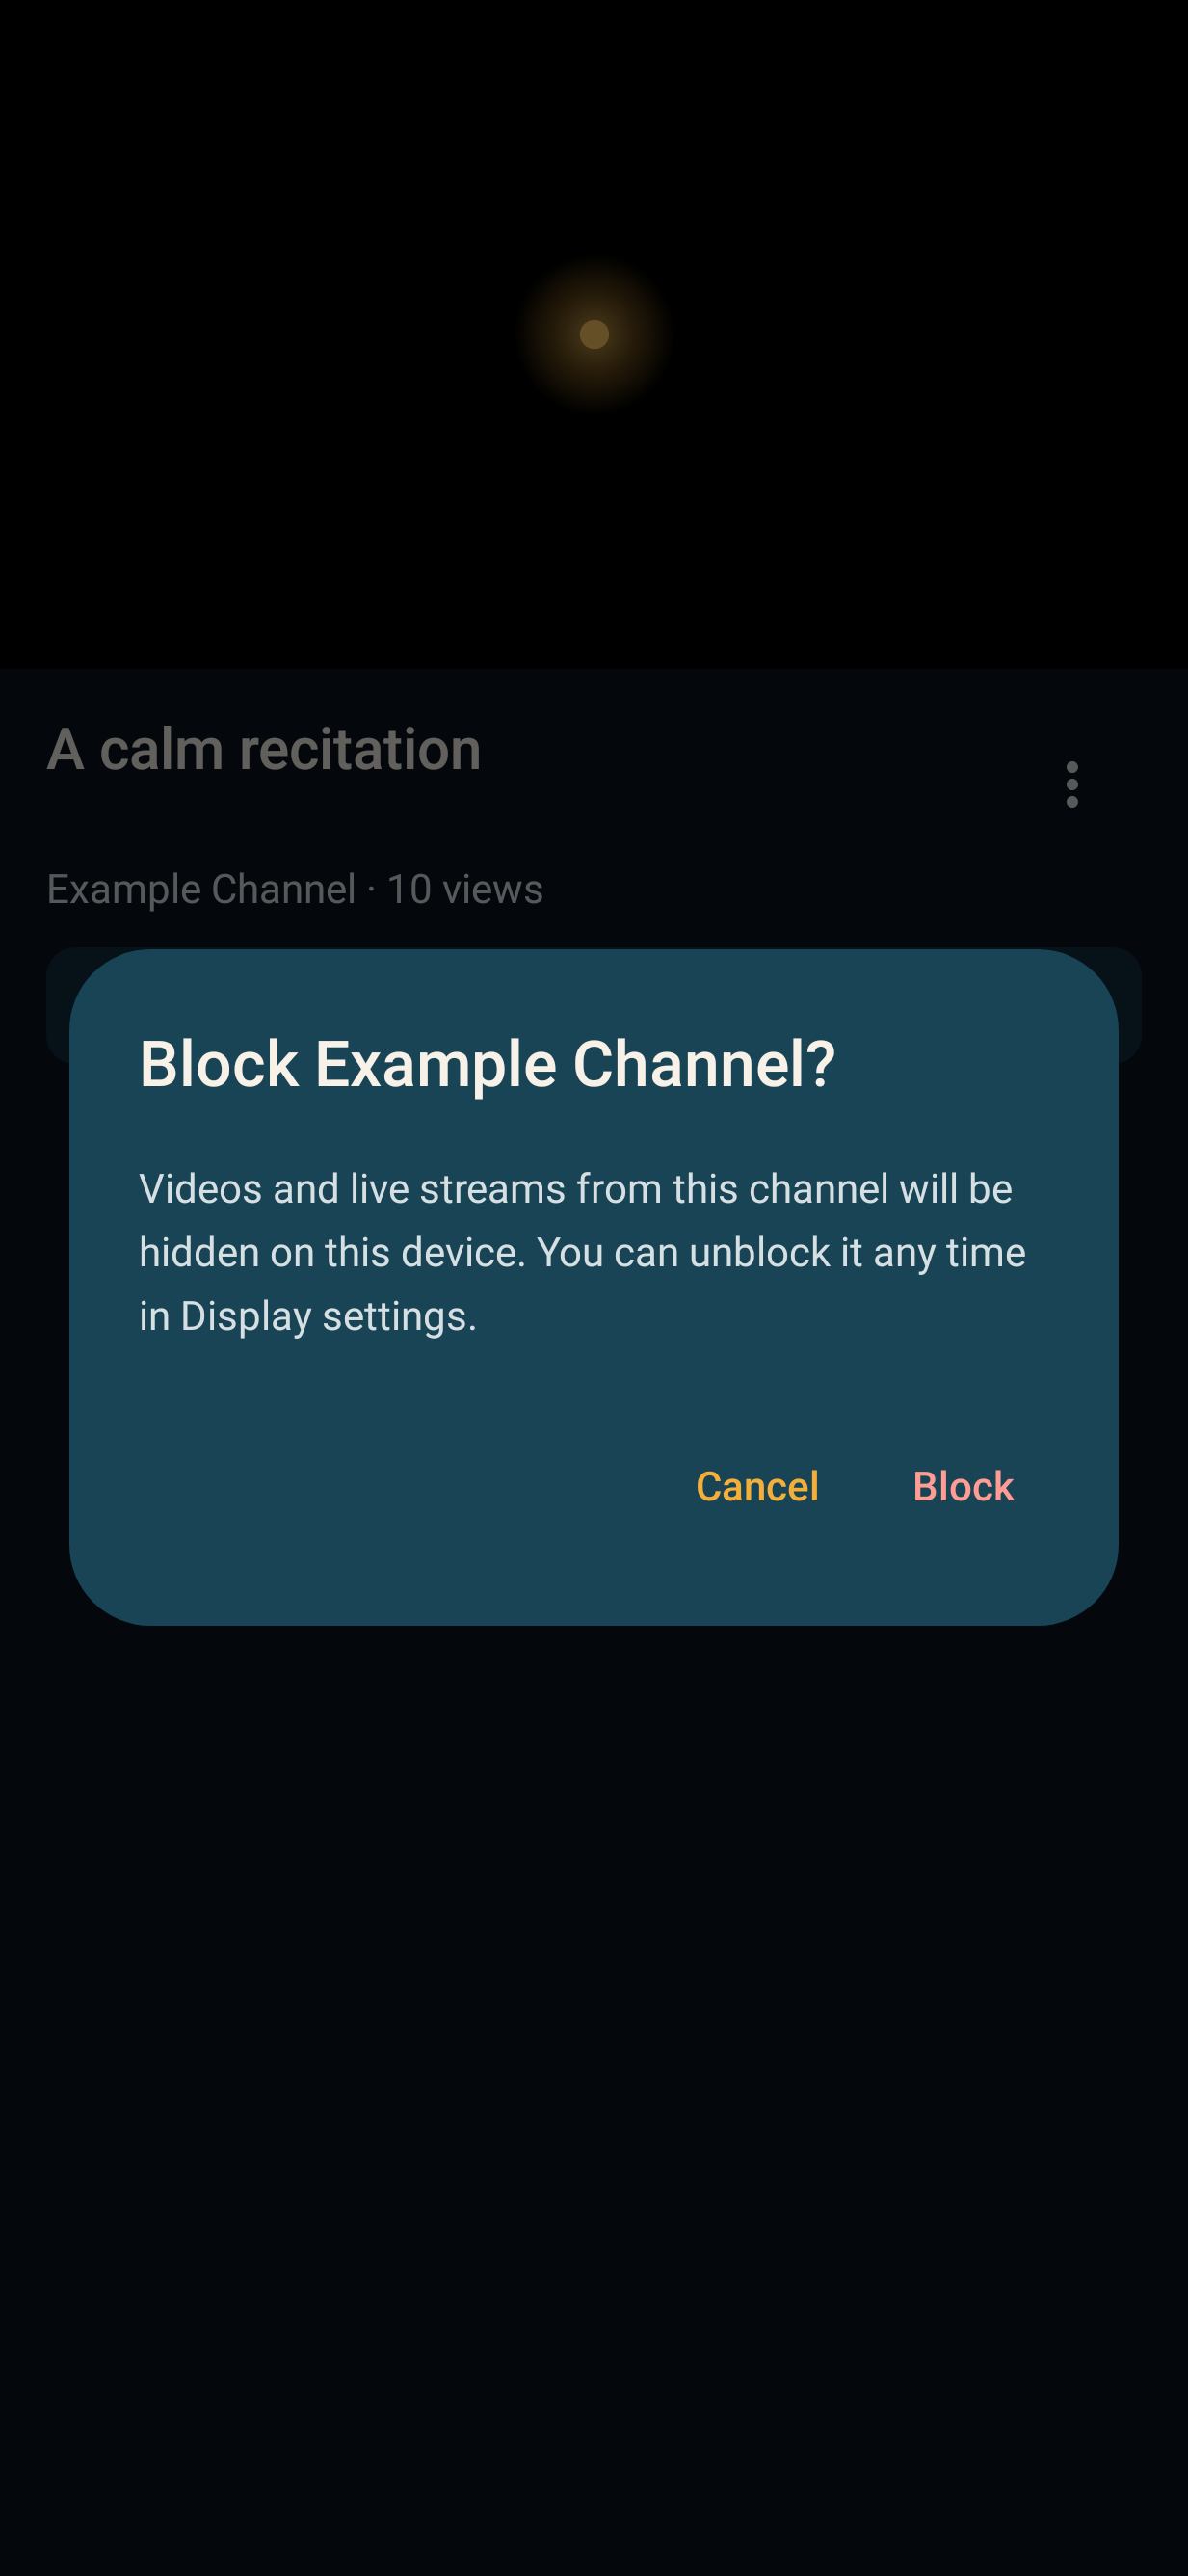 A calm recitation
Example Channel · 10 views
Block Example Channel?
Videos and live streams from this channel will be
hidden on this device. You can unblock it any time
in Display settings.
Cancel Block